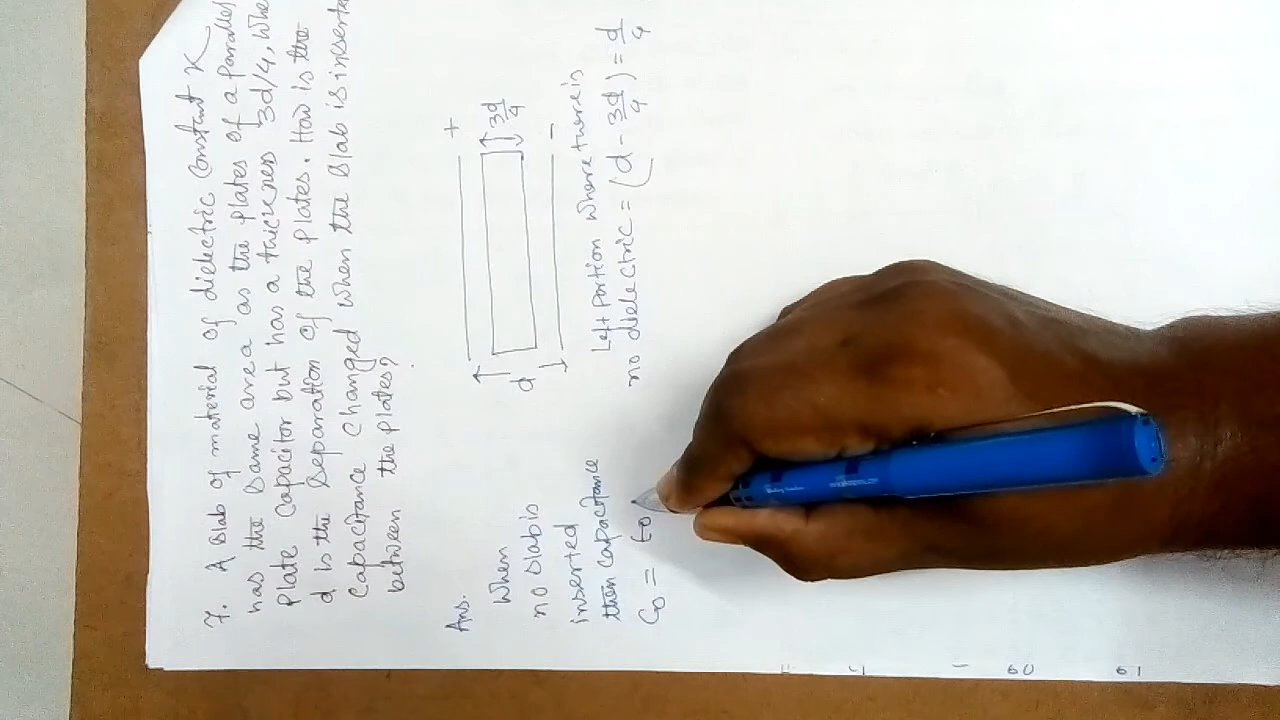 7. A slab of material of dielectric constant K
has the same area as the plates of a parallel
plate capacitor but has a thickness 3d/4, whe
d is the separation of the plates. How is the
capacitance changed when the slab is inserte
between the plates?
Ans.
When
no slab is
inserted
then capacitance
C₀ = ε₀
+
d
3d/4
−
Left portion where there is
no dielectric = (d - 3d/4) = d/4